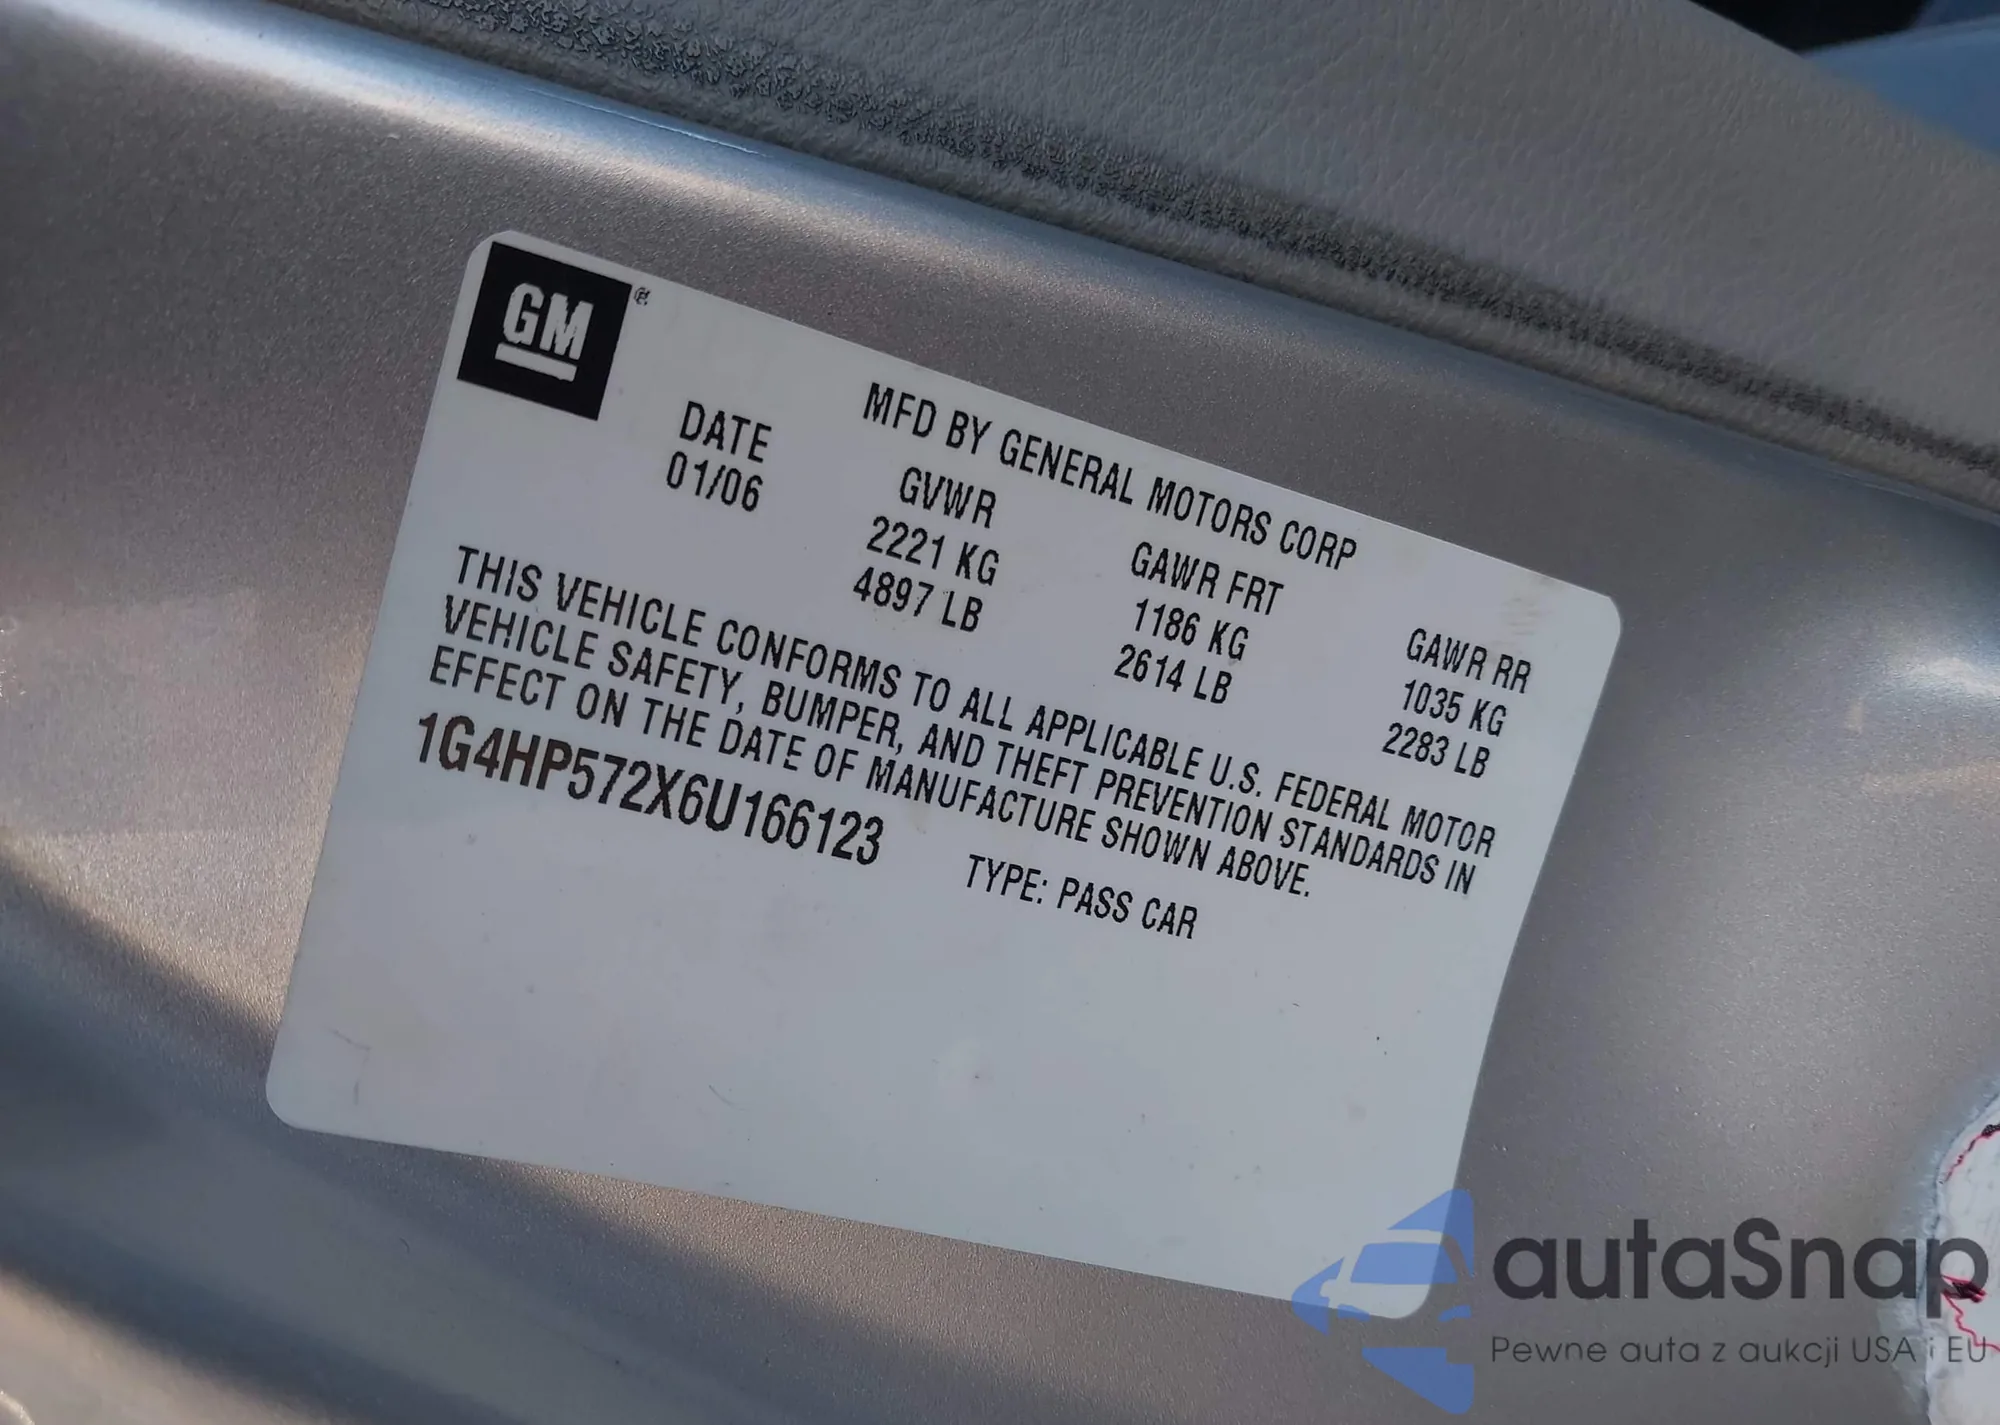 GM®
MFD BY GENERAL MOTORS CORP
DATE GVWR GAWR FRT GAWR RR
01/06 2221 KG 1186 KG 1035 KG
4897 LB 2614 LB 2283 LB
THIS VEHICLE CONFORMS TO ALL APPLICABLE U.S. FEDERAL MOTOR
VEHICLE SAFETY, BUMPER, AND THEFT PREVENTION STANDARDS IN
EFFECT ON THE DATE OF MANUFACTURE SHOWN ABOVE.
1G4HP572X6U166123 TYPE: PASS CAR
autaSnap
Pewne auta z aukcji USA i EU